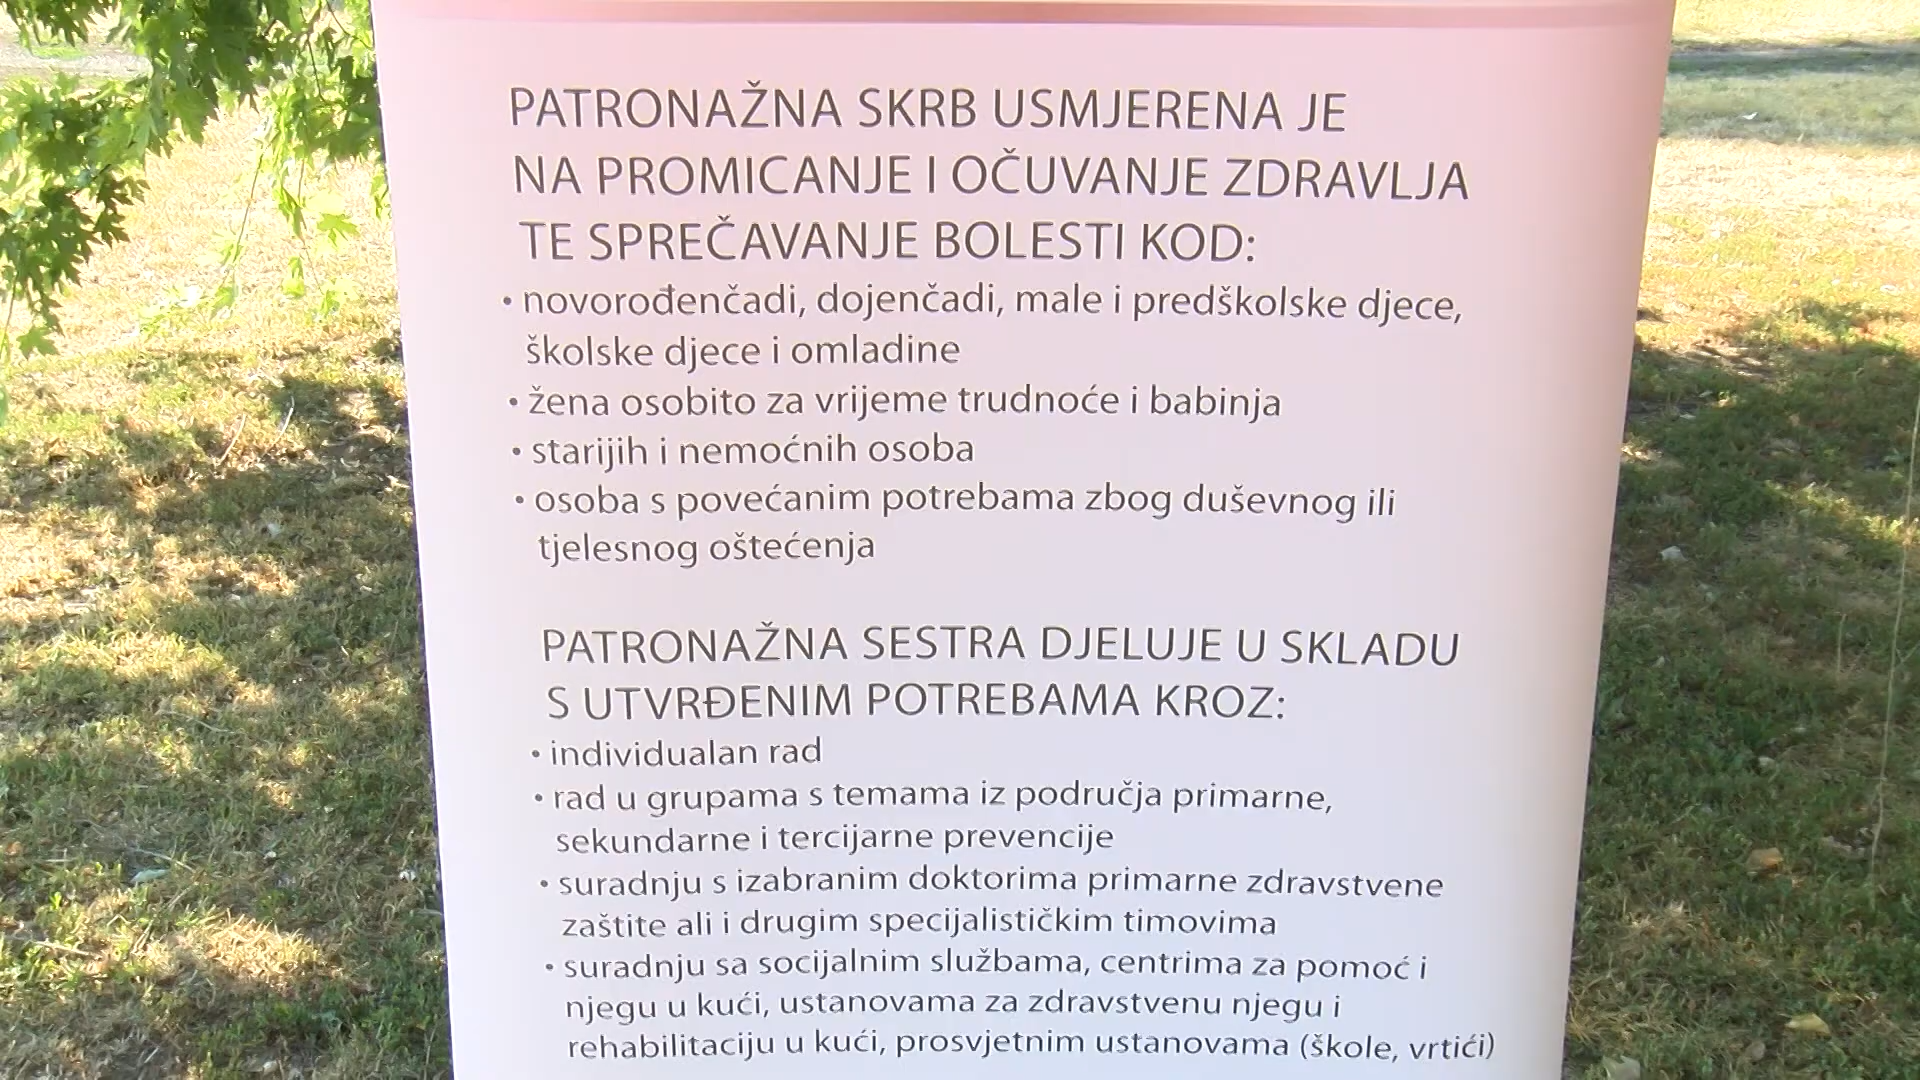 PATRONAŽNA SKRB USMJERENA JE
NA PROMICANJE I OČUVANJE ZDRAVLJA
TE SPREČAVANJE BOLESTI KOD:
• novorođenčadi, dojenčadi, male i predškolske djece,
školske djece i omladine
• žena osobito za vrijeme trudnoće i babinja
• starijih i nemoćnih osoba
• osoba s povećanim potrebama zbog duševnog ili
tjelesnog oštećenja
PATRONAŽNA SESTRA DJELUJE U SKLADU
S UTVRĐENIM POTREBAMA KROZ:
• individualan rad
• rad u grupama s temama iz područja primarne,
sekundarne i tercijarne prevencije
• suradnju s izabranim doktorima primarne zdravstvene
zaštite ali i drugim specijalističkim timovima
• suradnju sa socijalnim službama, centrima za pomoć i
njegu u kući, ustanovama za zdravstvenu njegu i
rehabilitaciju u kući, prosvjetnim ustanovama (škole, vrtići)